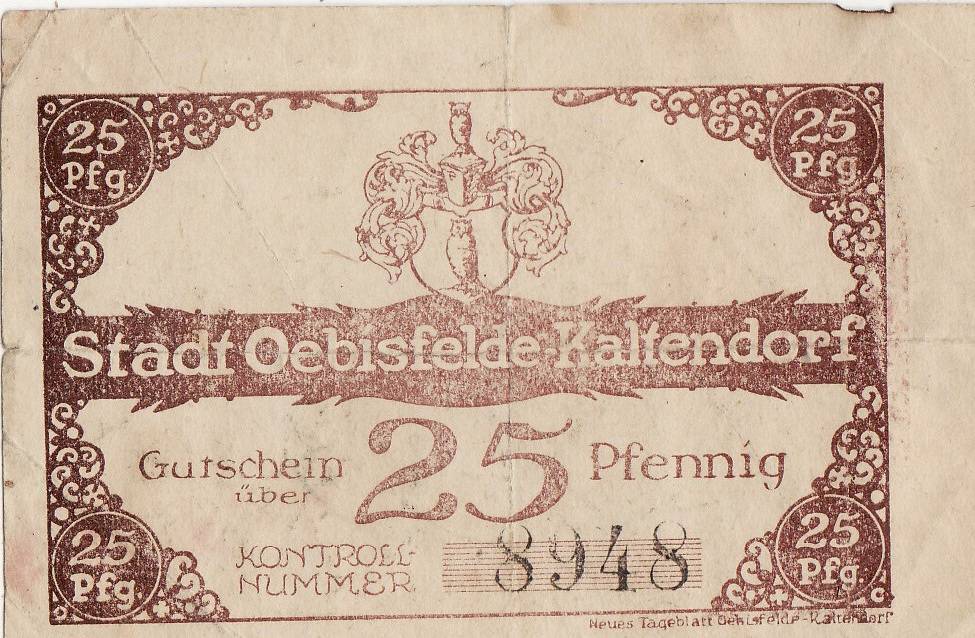 25 Pfg.
25 Pfg
Stadt Oebisfelde-Kaltendorf
Gutschein über 25 Pfennig
KONTROLL-
NUMMER 8948
25 Pfg
25 Pfg
Neues Tageblatt Oebisfelde-Kaltendorf